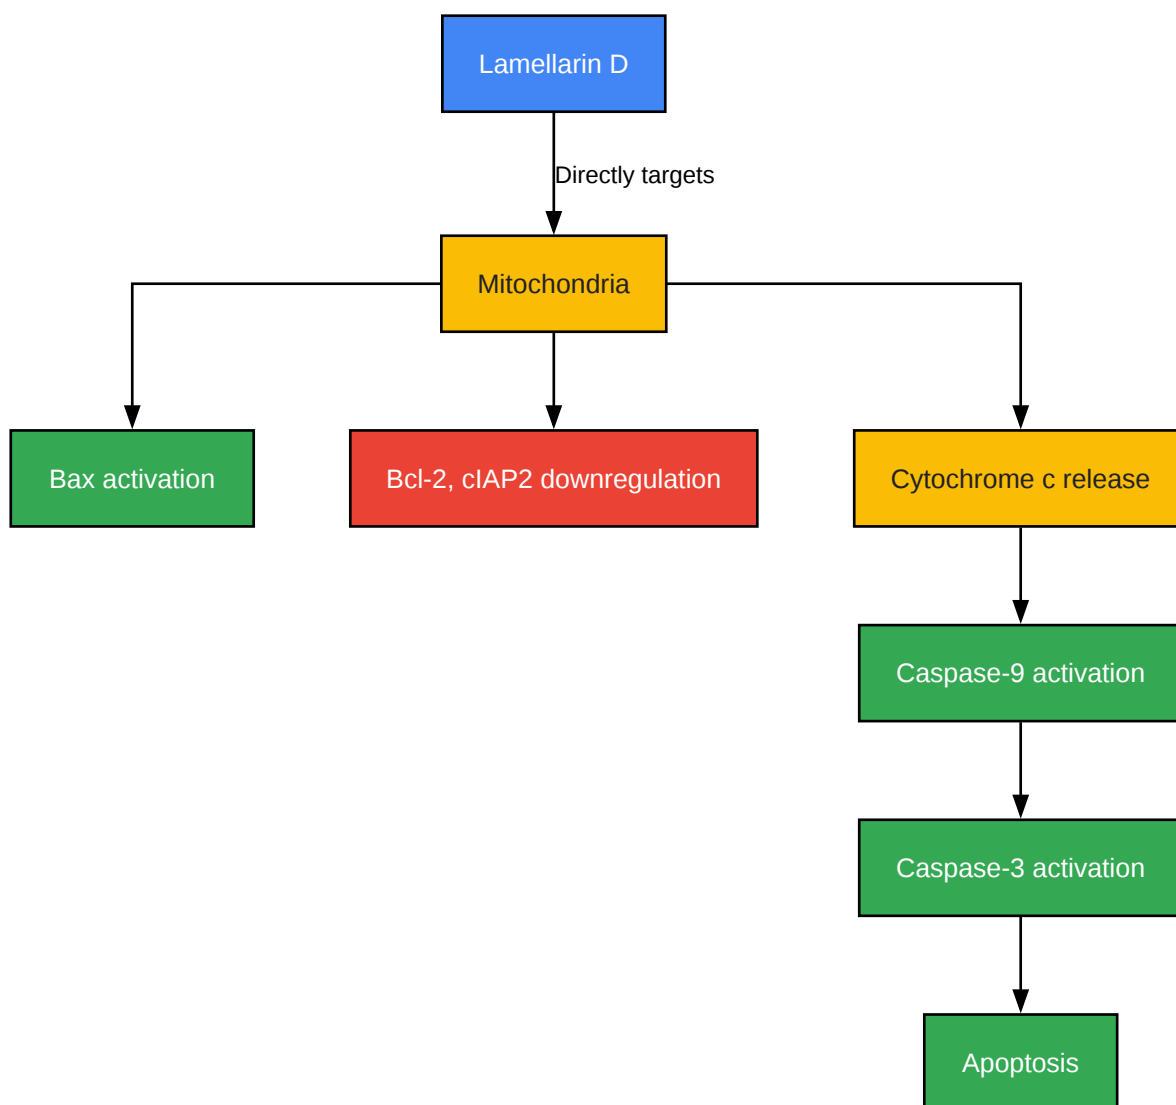 Lamellarin D
Directly targets
Mitochondria
Bax activation
Bcl-2, cIAP2 downregulation
Cytochrome c release
Caspase-9 activation
Caspase-3 activation
Apoptosis